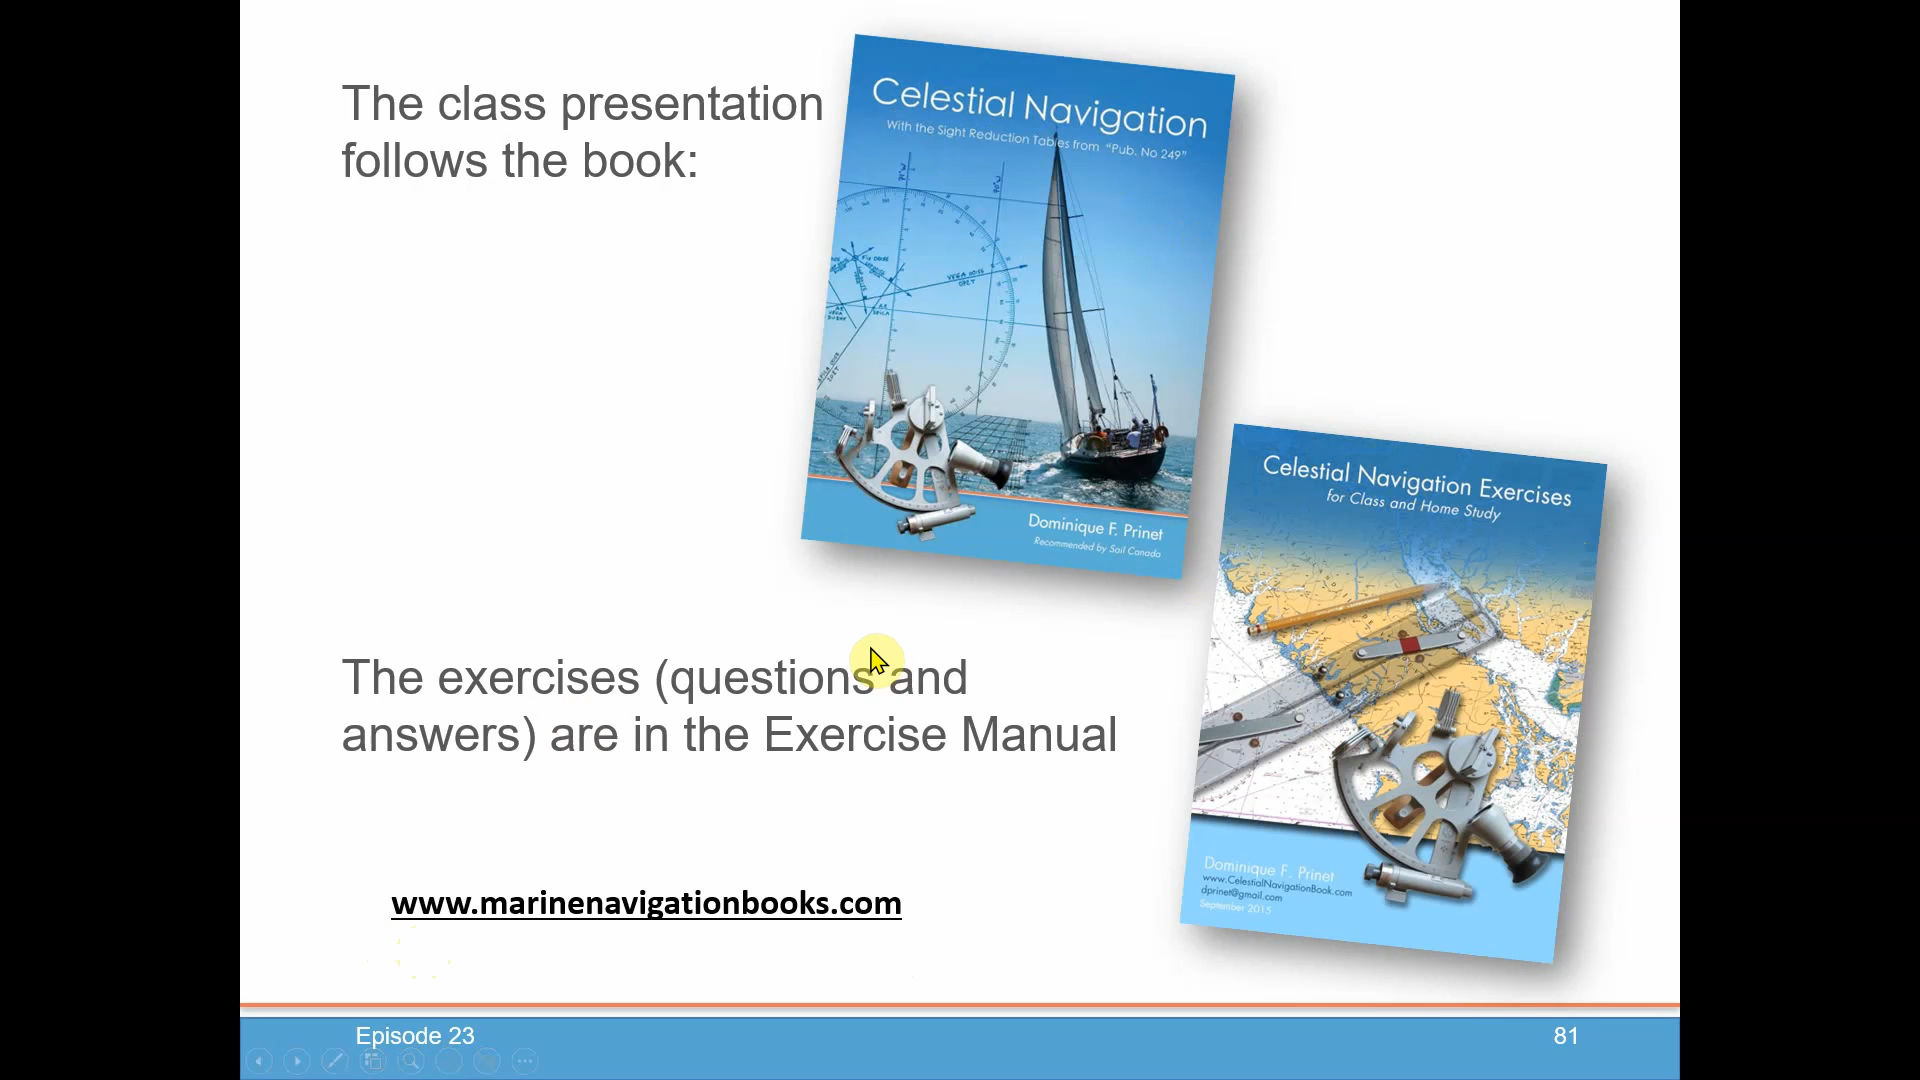 The class presentation
follows the book:
Celestial Navigation
With the Sight Reduction Tables from "Pub. No 249"
Dominique F. Prinet
Recommended by Sail Canada
Celestial Navigation Exercises
for Class and Home Study
The exercises (questions and
answers) are in the Exercise Manual
Dominique F. Prinet
www.CelestialNavigationBook.com
dprinet@gmail.com
September 2015
www.marinenavigationbooks.com
Episode 23
81